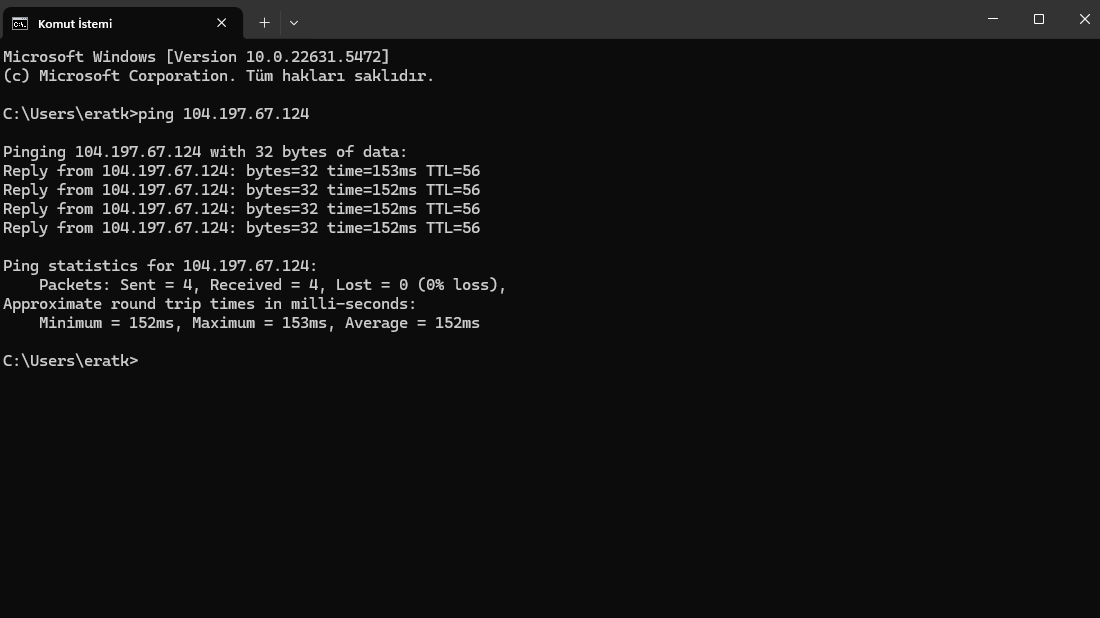 Komut İstemi
Microsoft Windows [Version 10.0.22631.5472]
(c) Microsoft Corporation. Tüm hakları saklıdır.
C:\Users\eratk>ping 104.197.67.124
Pinging 104.197.67.124 with 32 bytes of data:
Reply from 104.197.67.124: bytes=32 time=153ms TTL=56
Reply from 104.197.67.124: bytes=32 time=152ms TTL=56
Reply from 104.197.67.124: bytes=32 time=152ms TTL=56
Reply from 104.197.67.124: bytes=32 time=152ms TTL=56
Ping statistics for 104.197.67.124:
    Packets: Sent = 4, Received = 4, Lost = 0 (0% loss),
Approximate round trip times in milli-seconds:
    Minimum = 152ms, Maximum = 153ms, Average = 152ms
C:\Users\eratk>